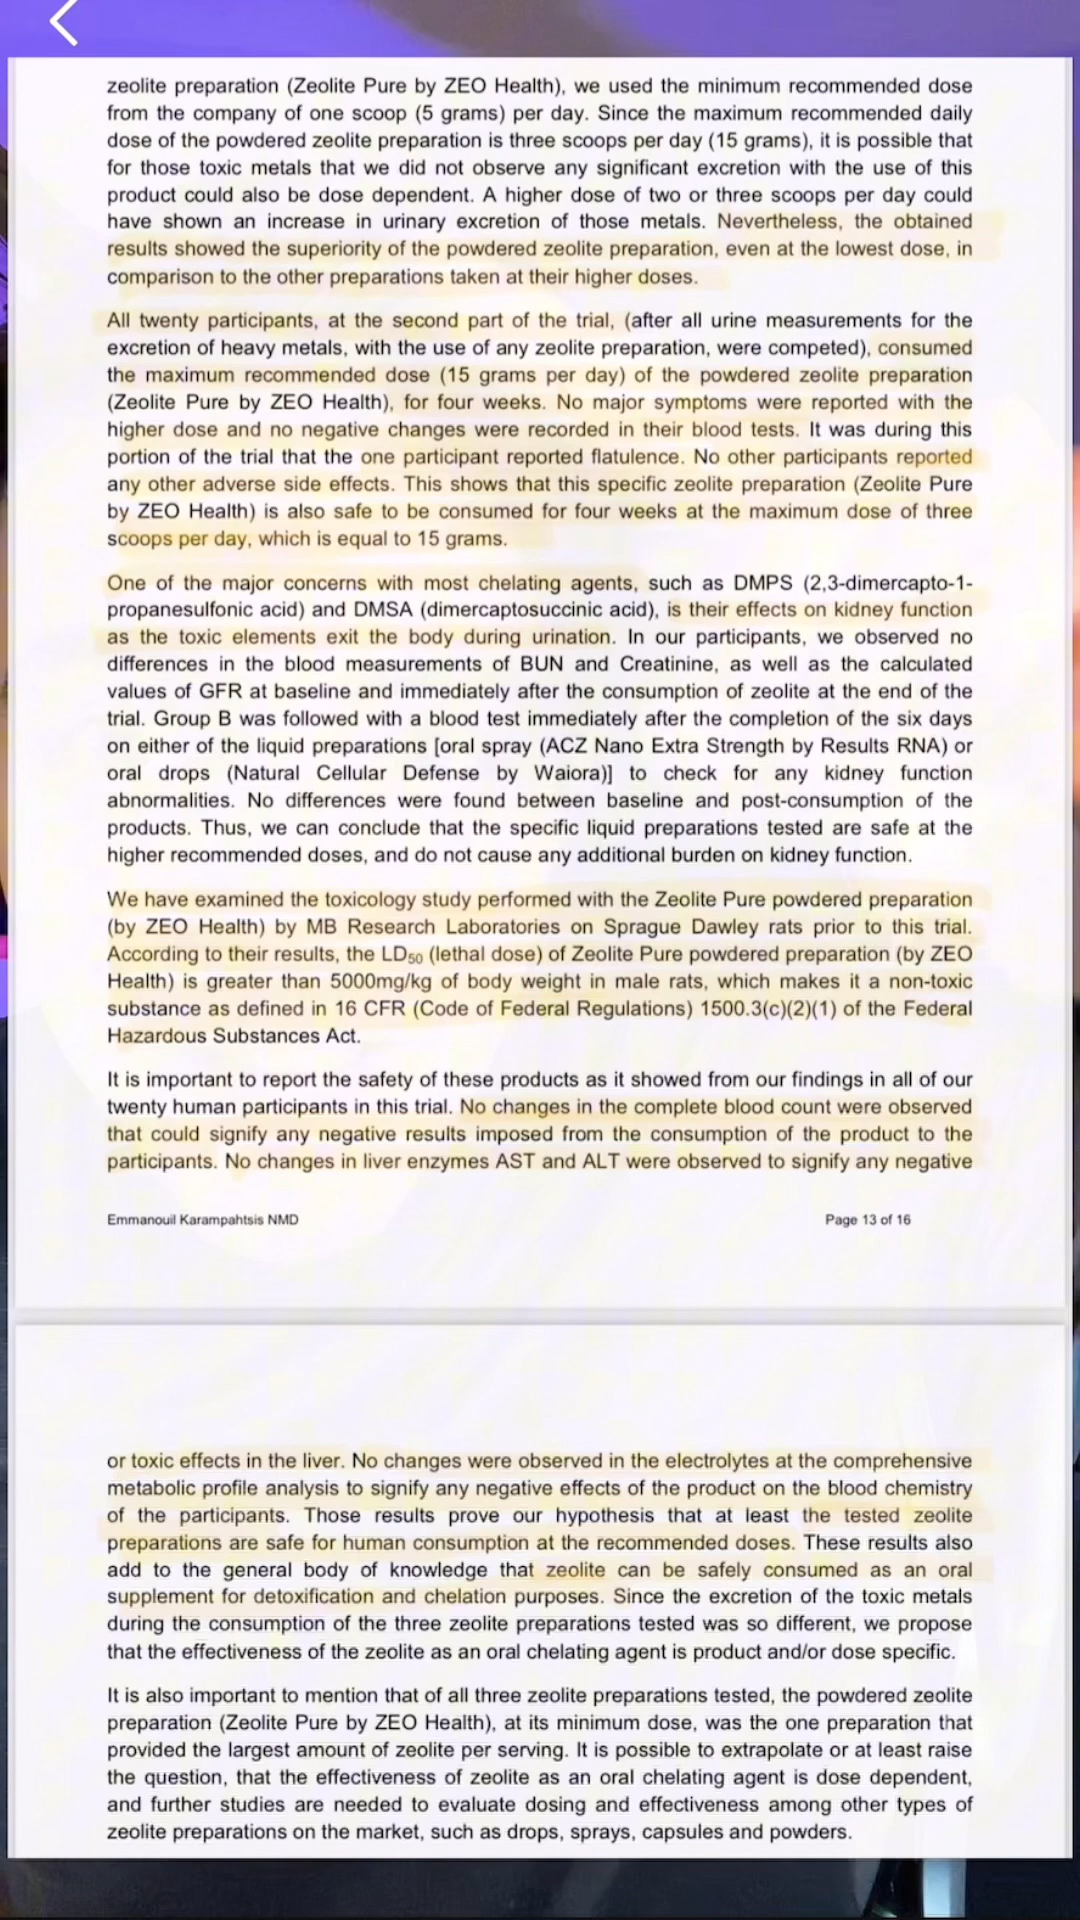 zeolite preparation (Zeolite Pure by ZEO Health), we used the minimum recommended dose
from the company of one scoop (5 grams) per day. Since the maximum recommended daily
dose of the powdered zeolite preparation is three scoops per day (15 grams), it is possible that
for those toxic metals that we did not observe any significant excretion with the use of this
product could also be dose dependent. A higher dose of two or three scoops per day could
have shown an increase in urinary excretion of those metals. Nevertheless, the obtained
results showed the superiority of the powdered zeolite preparation, even at the lowest dose, in
comparison to the other preparations taken at their higher doses.
All twenty participants, at the second part of the trial, (after all urine measurements for the
excretion of heavy metals, with the use of any zeolite preparation, were competed), consumed
the maximum recommended dose (15 grams per day) of the powdered zeolite preparation
(Zeolite Pure by ZEO Health), for four weeks. No major symptoms were reported with the
higher dose and no negative changes were recorded in their blood tests. It was during this
portion of the trial that the one participant reported flatulence. No other participants reported
any other adverse side effects. This shows that this specific zeolite preparation (Zeolite Pure
by ZEO Health) is also safe to be consumed for four weeks at the maximum dose of three
scoops per day, which is equal to 15 grams.
One of the major concerns with most chelating agents, such as DMPS (2,3-dimercapto-1-
propanesulfonic acid) and DMSA (dimercaptosuccinic acid), is their effects on kidney function
as the toxic elements exit the body during urination. In our participants, we observed no
differences in the blood measurements of BUN and Creatinine, as well as the calculated
values of GFR at baseline and immediately after the consumption of zeolite at the end of the
trial. Group B was followed with a blood test immediately after the completion of the six days
on either of the liquid preparations [oral spray (ACZ Nano Extra Strength by Results RNA) or
oral drops (Natural Cellular Defense by Waiora)] to check for any kidney function
abnormalities. No differences were found between baseline and post-consumption of the
products. Thus, we can conclude that the specific liquid preparations tested are safe at the
higher recommended doses, and do not cause any additional burden on kidney function.
We have examined the toxicology study performed with the Zeolite Pure powdered preparation
(by ZEO Health) by MB Research Laboratories on Sprague Dawley rats prior to this trial.
According to their results, the LD50 (lethal dose) of Zeolite Pure powdered preparation (by ZEO
Health) is greater than 5000mg/kg of body weight in male rats, which makes it a non-toxic
substance as defined in 16 CFR (Code of Federal Regulations) 1500.3(c)(2)(1) of the Federal
Hazardous Substances Act.
It is important to report the safety of these products as it showed from our findings in all of our
twenty human participants in this trial. No changes in the complete blood count were observed
that could signify any negative results imposed from the consumption of the product to the
participants. No changes in liver enzymes AST and ALT were observed to signify any negative
Emmanouil Karampahtsis NMD Page 13 of 16
or toxic effects in the liver. No changes were observed in the electrolytes at the comprehensive
metabolic profile analysis to signify any negative effects of the product on the blood chemistry
of the participants. Those results prove our hypothesis that at least the tested zeolite
preparations are safe for human consumption at the recommended doses. These results also
add to the general body of knowledge that zeolite can be safely consumed as an oral
supplement for detoxification and chelation purposes. Since the excretion of the toxic metals
during the consumption of the three zeolite preparations tested was so different, we propose
that the effectiveness of the zeolite as an oral chelating agent is product and/or dose specific.
It is also important to mention that of all three zeolite preparations tested, the powdered zeolite
preparation (Zeolite Pure by ZEO Health), at its minimum dose, was the one preparation that
provided the largest amount of zeolite per serving. It is possible to extrapolate or at least raise
the question, that the effectiveness of zeolite as an oral chelating agent is dose dependent,
and further studies are needed to evaluate dosing and effectiveness among other types of
zeolite preparations on the market, such as drops, sprays, capsules and powders.